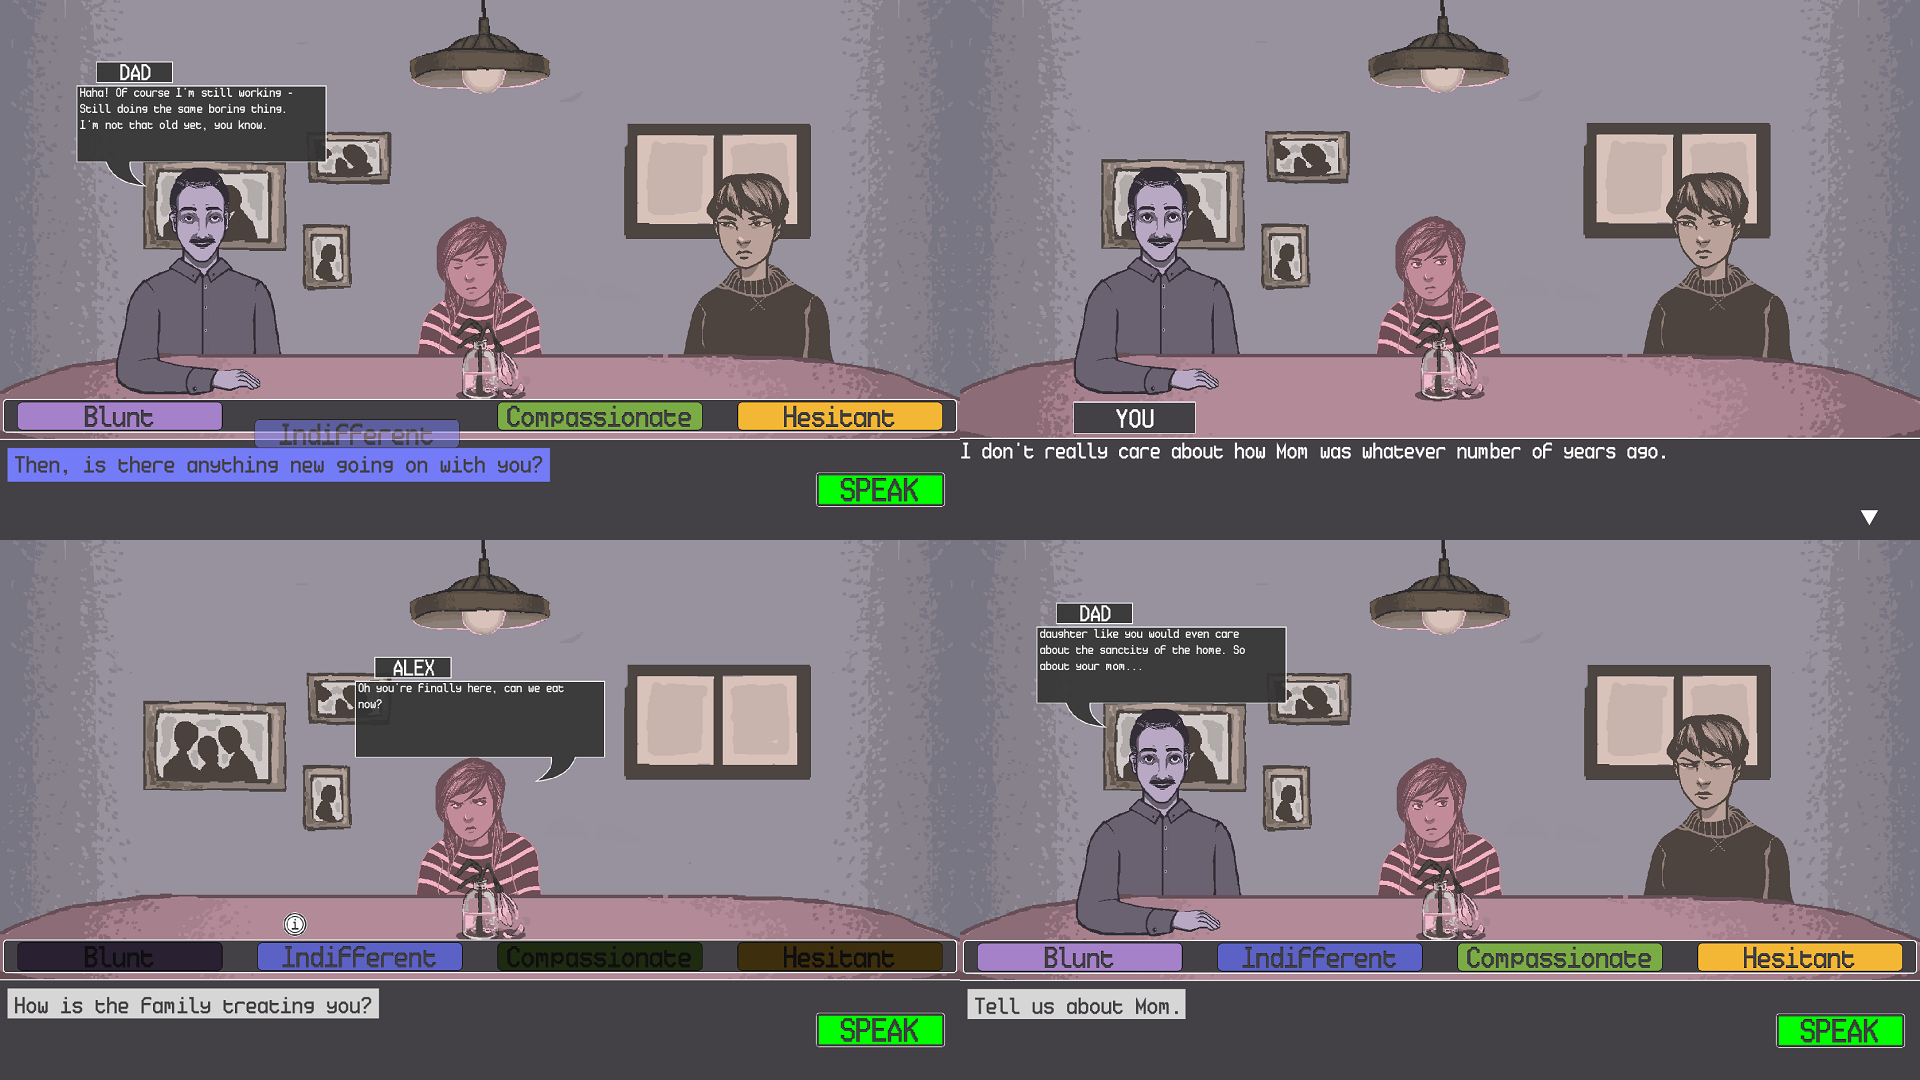 DAD
Haha! Of course I'm still working -
Still doing the same boring thing.
I'm not that old yet, you know.
Blunt
Indifferent
Compassionate
Hesitant
Then, is there anything new going on with you?
SPEAK
YOU
I don't really care about how Mom was whatever number of years ago.
ALEX
Oh you're finally here, can we eat
now?
i
Blunt
Indifferent
Compassionate
Hesitant
How is the family treating you?
SPEAK
DAD
daughter like you would even care
about the sanctity of the home. So
about your mom...
Blunt
Indifferent
Compassionate
Hesitant
Tell us about Mom.
SPEAK